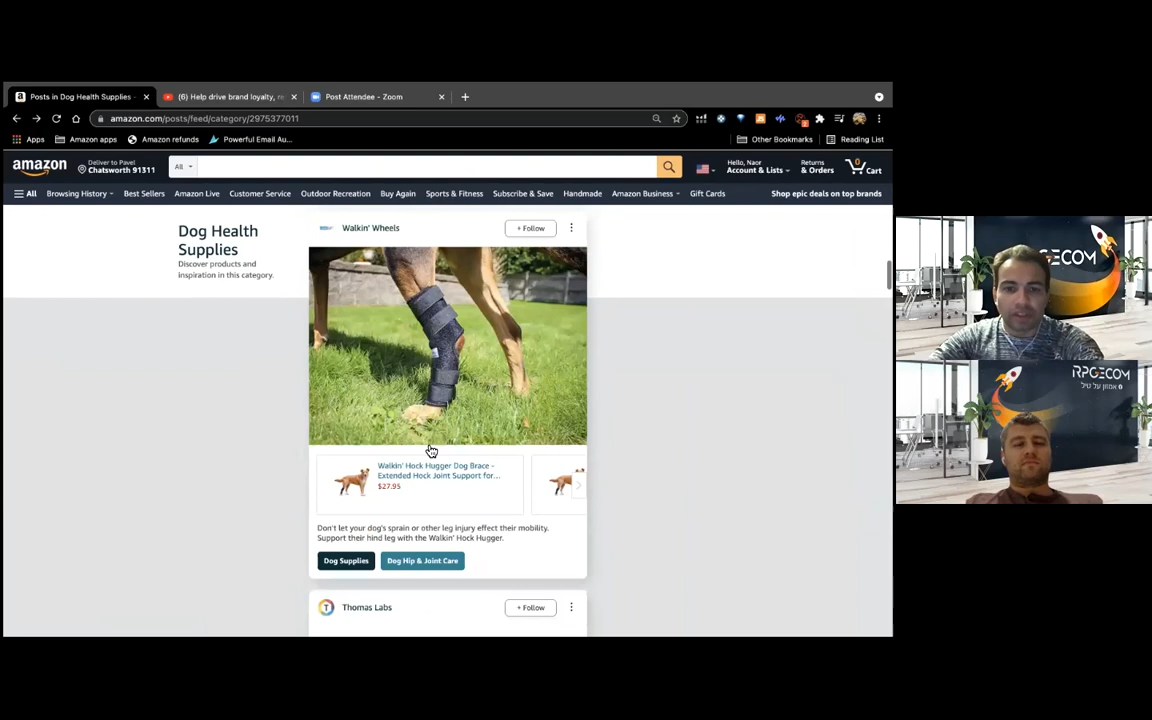 Posts in Dog Health Supplies -
(6) Help drive brand loyalty, re
Post Attendee - Zoom
amazon.com/posts/feed/category/2975377011
Apps
Amazon apps
Amazon refunds
Powerful Email Au...
Other Bookmarks
Reading List
amazon
Deliver to Pavel
Chatsworth 91311
All
Hello, Naor
Account & Lists
Returns
& Orders
0
Cart
All
Browsing History
Best Sellers
Amazon Live
Customer Service
Outdoor Recreation
Buy Again
Sports & Fitness
Subscribe & Save
Handmade
Amazon Business
Gift Cards
Shop epic deals on top brands
Dog Health
Supplies
Discover products and
inspiration in this category.
Walkin' Wheels
+ Follow
Walkin' Hock Hugger Dog Brace -
Extended Hock Joint Support for...
$27.95
Don't let your dog's sprain or other leg injury effect their mobility.
Support their hind leg with the Walkin' Hock Hugger.
Dog Supplies
Dog Hip & Joint Care
T
Thomas Labs
+ Follow
GECOM
RPGECOM
אמזון על טיל